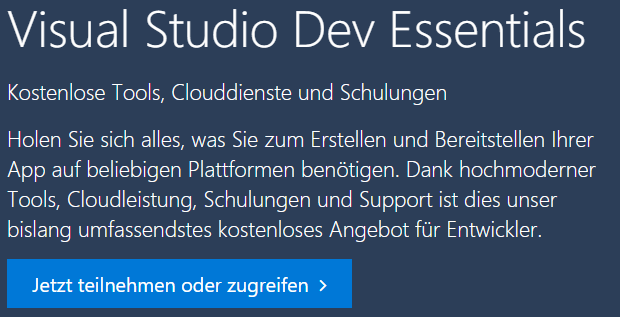 Visual Studio Dev Essentials
Kostenlose Tools, Clouddienste und Schulungen
Holen Sie sich alles, was Sie zum Erstellen und Bereitstellen Ihrer
App auf beliebigen Plattformen benötigen. Dank hochmoderner
Tools, Cloudleistung, Schulungen und Support ist dies unser
bislang umfassendstes kostenloses Angebot für Entwickler.
Jetzt teilnehmen oder zugreifen >